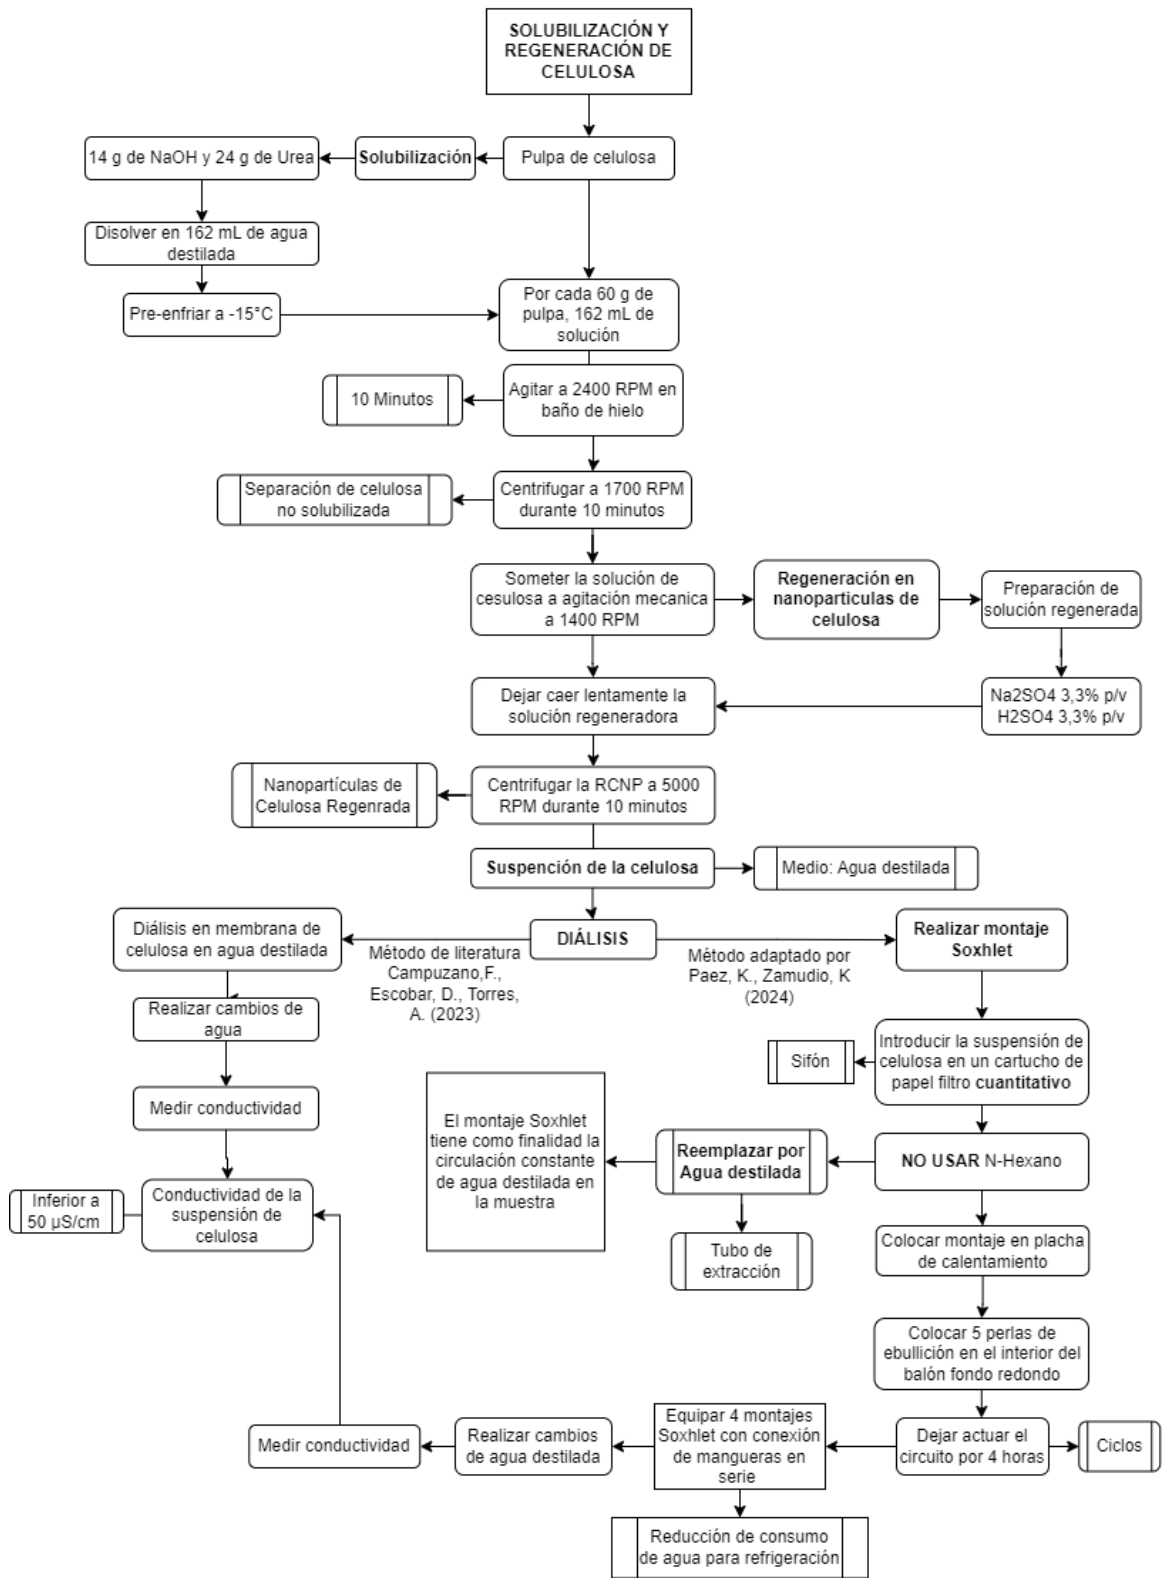 SOLUBILIZACIÓN Y
REGENERACIÓN DE
CELULOSA
14 g de NaOH y 24 g de Urea
Solubilización
Pulpa de celulosa
Disolver en 162 mL de agua
destilada
Pre-enfriar a -15°C
Por cada 60 g de
pulpa, 162 mL de
solución
10 Minutos
Agitar a 2400 RPM en
baño de hielo
Separación de celulosa
no solubilizada
Centrifugar a 1700 RPM
durante 10 minutos
Someter la solución de
cesulosa a agitación mecanica
a 1400 RPM
Regeneración en
nanoparticulas de
celulosa
Preparación de
solución regenerada
Dejar caer lentamente la
solución regeneradora
Na2SO4 3,3% p/v
H2SO4 3,3% p/v
Nanopartículas de
Celulosa Regenrada
Centrifugar la RCNP a 5000
RPM durante 10 minutos
Suspención de la celulosa
Medio: Agua destilada
Diálisis en membrana de
celulosa en agua destilada
DIÁLISIS
Realizar montaje
Soxhlet
Método de literatura
Campuzano,F.,
Escobar, D., Torres,
A. (2023)
Método adaptado por
Paez, K., Zamudio, K
(2024)
Realizar cambios de
agua
Sifón
Introducir la suspensión de
celulosa en un cartucho de
papel filtro cuantitativo
Medir conductividad
El montaje Soxhlet
tiene como finalidad la
circulación constante
de agua destilada en
la muestra
Reemplazar por
Agua destilada
NO USAR N-Hexano
Inferior a
50 µS/cm
Conductividad de la
suspensión de
celulosa
Tubo de
extracción
Colocar montaje en placha
de calentamiento
Colocar 5 perlas de
ebullición en el interior del
balón fondo redondo
Medir conductividad
Realizar cambios
de agua destilada
Equipar 4 montajes
Soxhlet con conexión
de mangueras en
serie
Dejar actuar el
circuito por 4 horas
Ciclos
Reducción de consumo
de agua para refrigeración